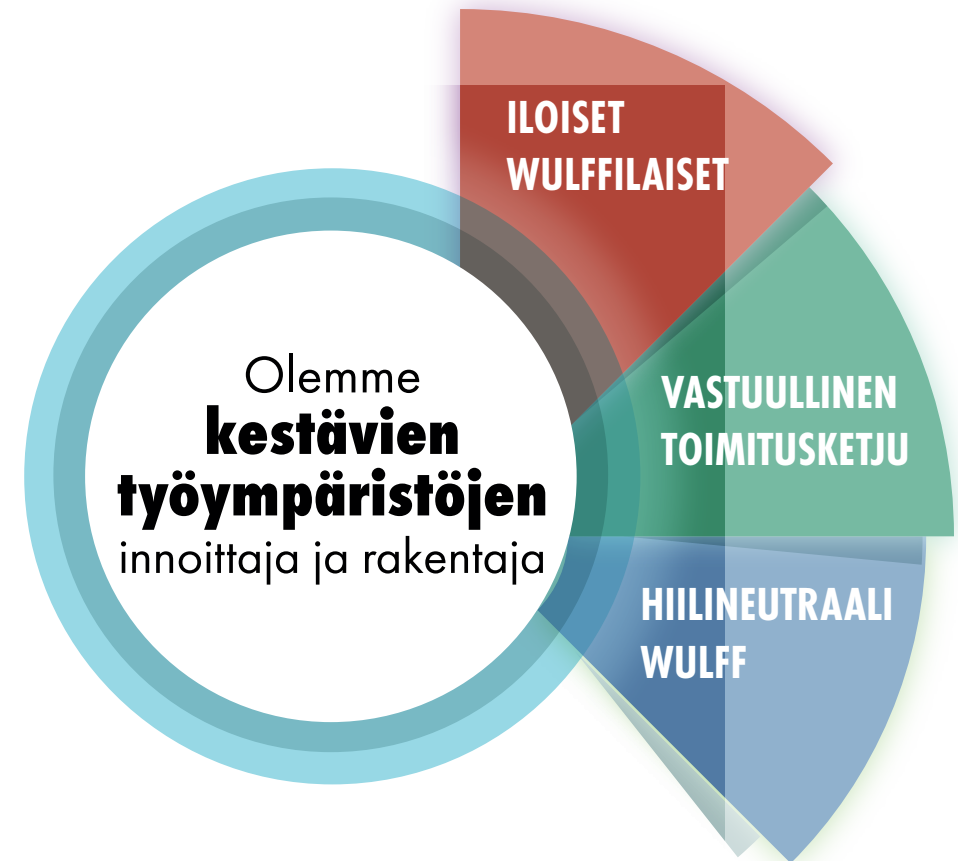 ILOISET
WULFFILAISET
VASTUULLINEN
TOIMITUSKETJU
Olemme
kestävien
työympäristöjen
innoittaja ja rakentaja
HIILINEUTRAALI
WULFF